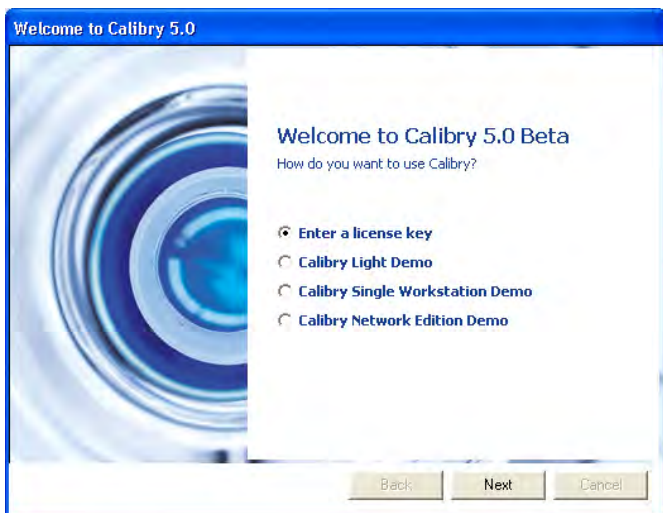 Welcome to Calibry 5.0
Welcome to Calibry 5.0 Beta
How do you want to use Calibry?
Enter a license key
Calibry Light Demo
Calibry Single Workstation Demo
Calibry Network Edition Demo
Back Next Cancel